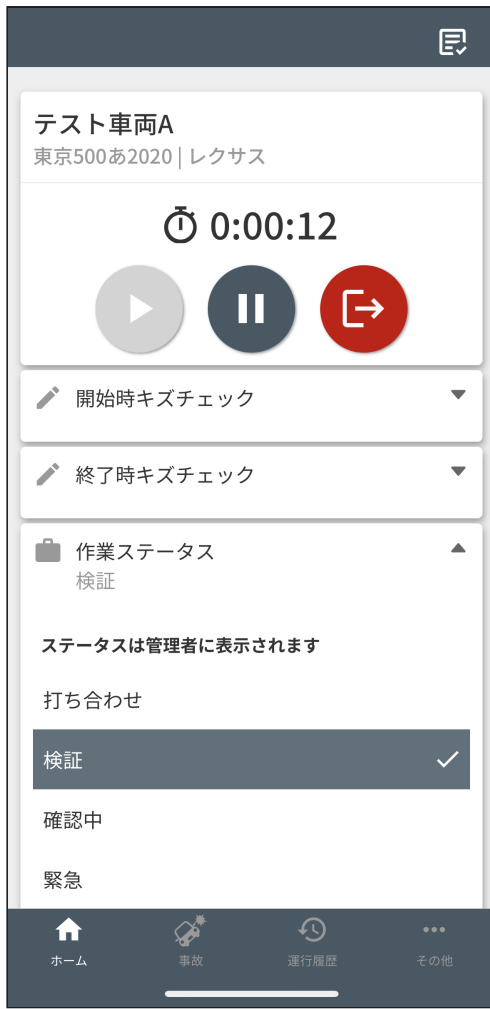 テスト車両A
東京500あ2020 | レクサス
0:00:12
開始時キズチェック
終了時キズチェック
作業ステータス
検証
ステータスは管理者に表示されます
打ち合わせ
検証
確認中
緊急
ホーム
事故
運行履歴
その他